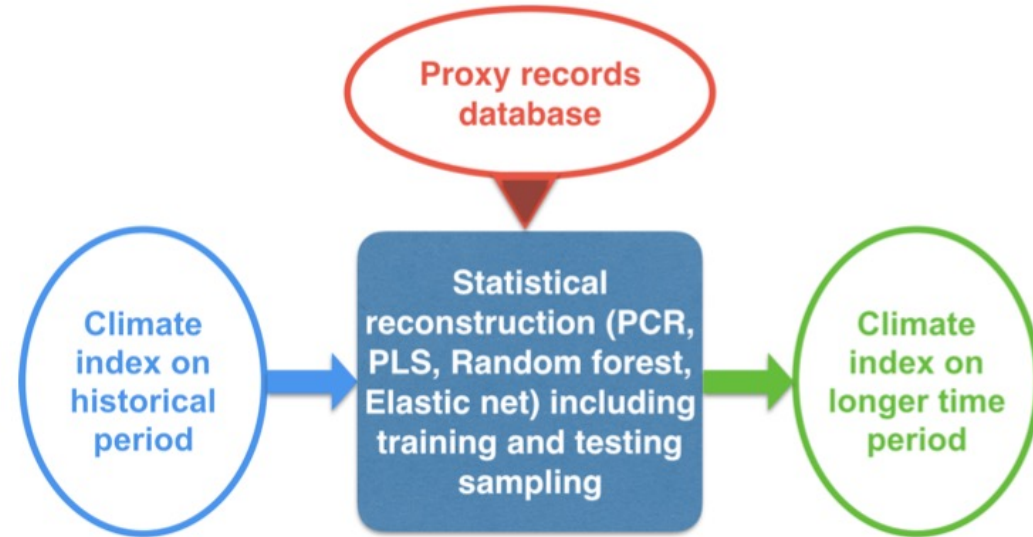 Proxy records
database
Climate
index on
historical
period
Statistical
reconstruction (PCR,
PLS, Random forest,
Elastic net) including
training and testing
sampling
Climate
index on
longer time
period